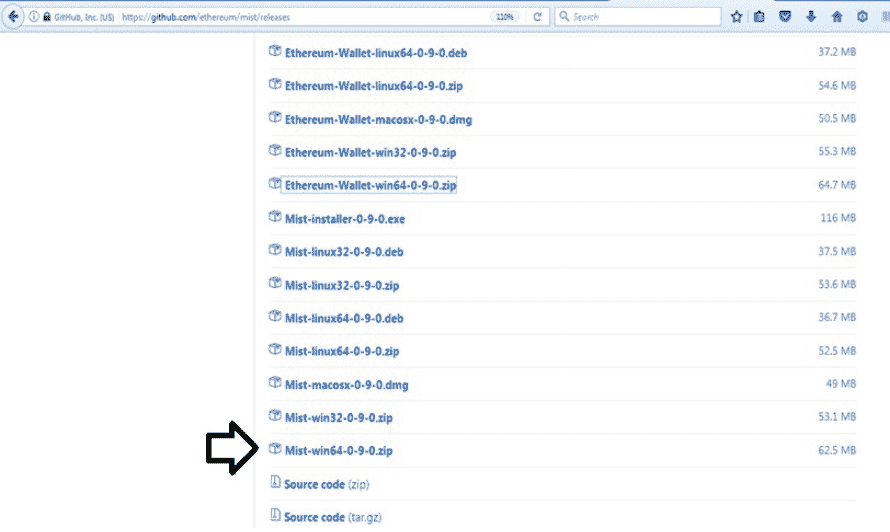 GitHub, Inc. (US) https://github.com/ethereum/mist/releases 110% Search
Ethereum-Wallet-linux64-0-9-0.deb 37.2 MB
Ethereum-Wallet-linux64-0-9-0.zip 54.6 MB
Ethereum-Wallet-macosx-0-9-0.dmg 50.5 MB
Ethereum-Wallet-win32-0-9-0.zip 55.3 MB
Ethereum-Wallet-win64-0-9-0.zip 64.7 MB
Mist-installer-0-9-0.exe 116 MB
Mist-linux32-0-9-0.deb 37.5 MB
Mist-linux32-0-9-0.zip 53.6 MB
Mist-linux64-0-9-0.deb 36.7 MB
Mist-linux64-0-9-0.zip 52.5 MB
Mist-macosx-0-9-0.dmg 49 MB
Mist-win32-0-9-0.zip 53.1 MB
Mist-win64-0-9-0.zip 62.5 MB
Source code (zip)
Source code (tar.gz)